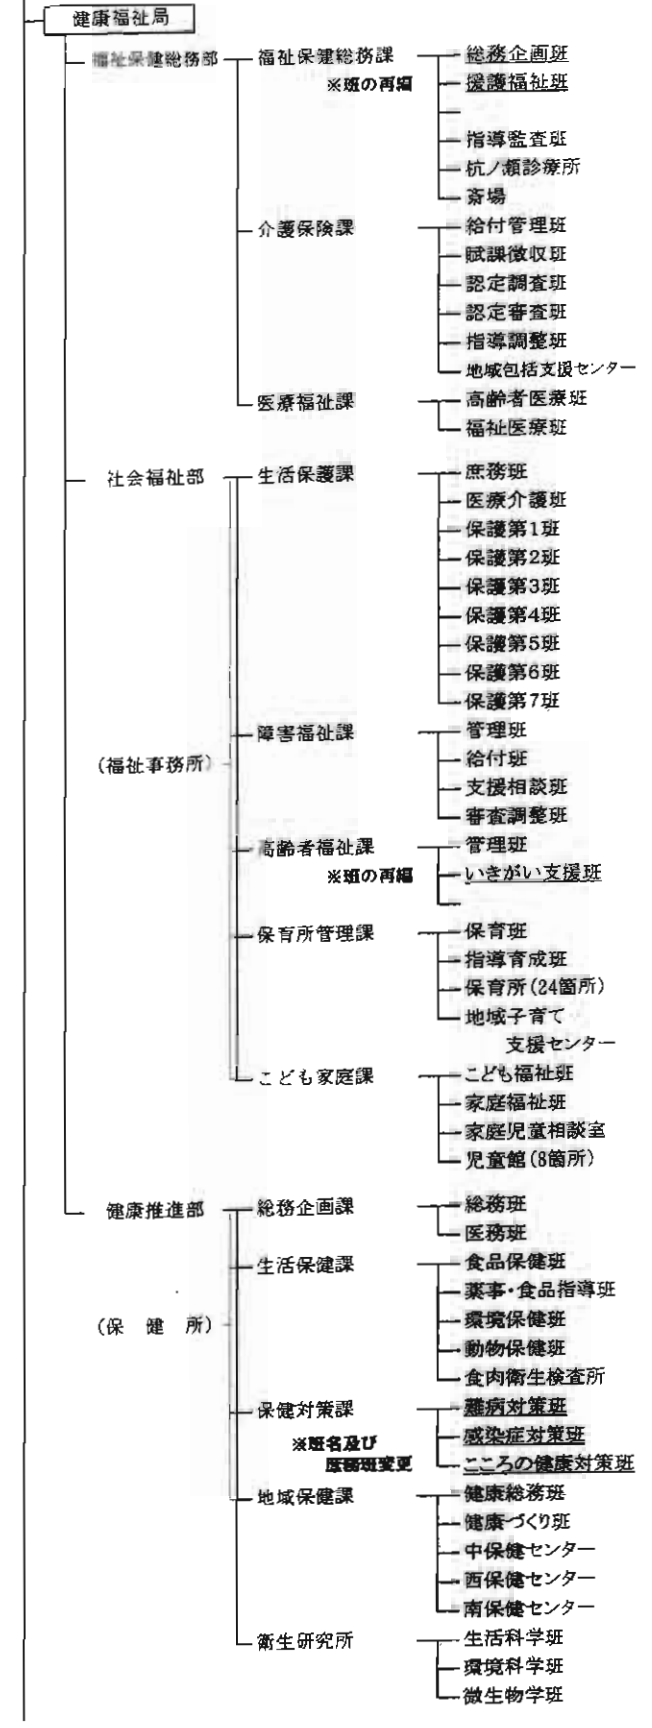 健康福祉局
福祉保健総務部 福祉保健総務課 総務企画班
※班の再編 援護福祉班
指導監査班
杭ノ瀬診療所
斎場
介護保険課 給付管理班
賦課徴収班
認定調査班
認定審査班
指導調整班
地域包括支援センター
医療福祉課 高齢者医療班
福祉医療班
社会福祉部 生活保護課 庶務班
医療介護班
保護第1班
保護第2班
保護第3班
保護第4班
保護第5班
保護第6班
保護第7班
障害福祉課 管理班
(福祉事務所) 給付班
支援相談班
審査調整班
高齢者福祉課 管理班
※班の再編 いきがい支援班
保育所管理課 保育班
指導育成班
保育所(24箇所)
地域子育て
支援センター
こども家庭課 こども福祉班
家庭福祉班
家庭児童相談室
児童館(8箇所)
健康推進部 総務企画課 総務班
医務班
生活保健課 食品保健班
薬事・食品指導班
(保 健 所) 環境保健班
動物保健班
食肉衛生検査所
保健対策課 難病対策班
※班名及び 感染症対策班
庶務班変更 こころの健康対策班
地域保健課 健康総務班
健康づくり班
中保健センター
西保健センター
南保健センター
衛生研究所 生活科学班
環境科学班
微生物学班